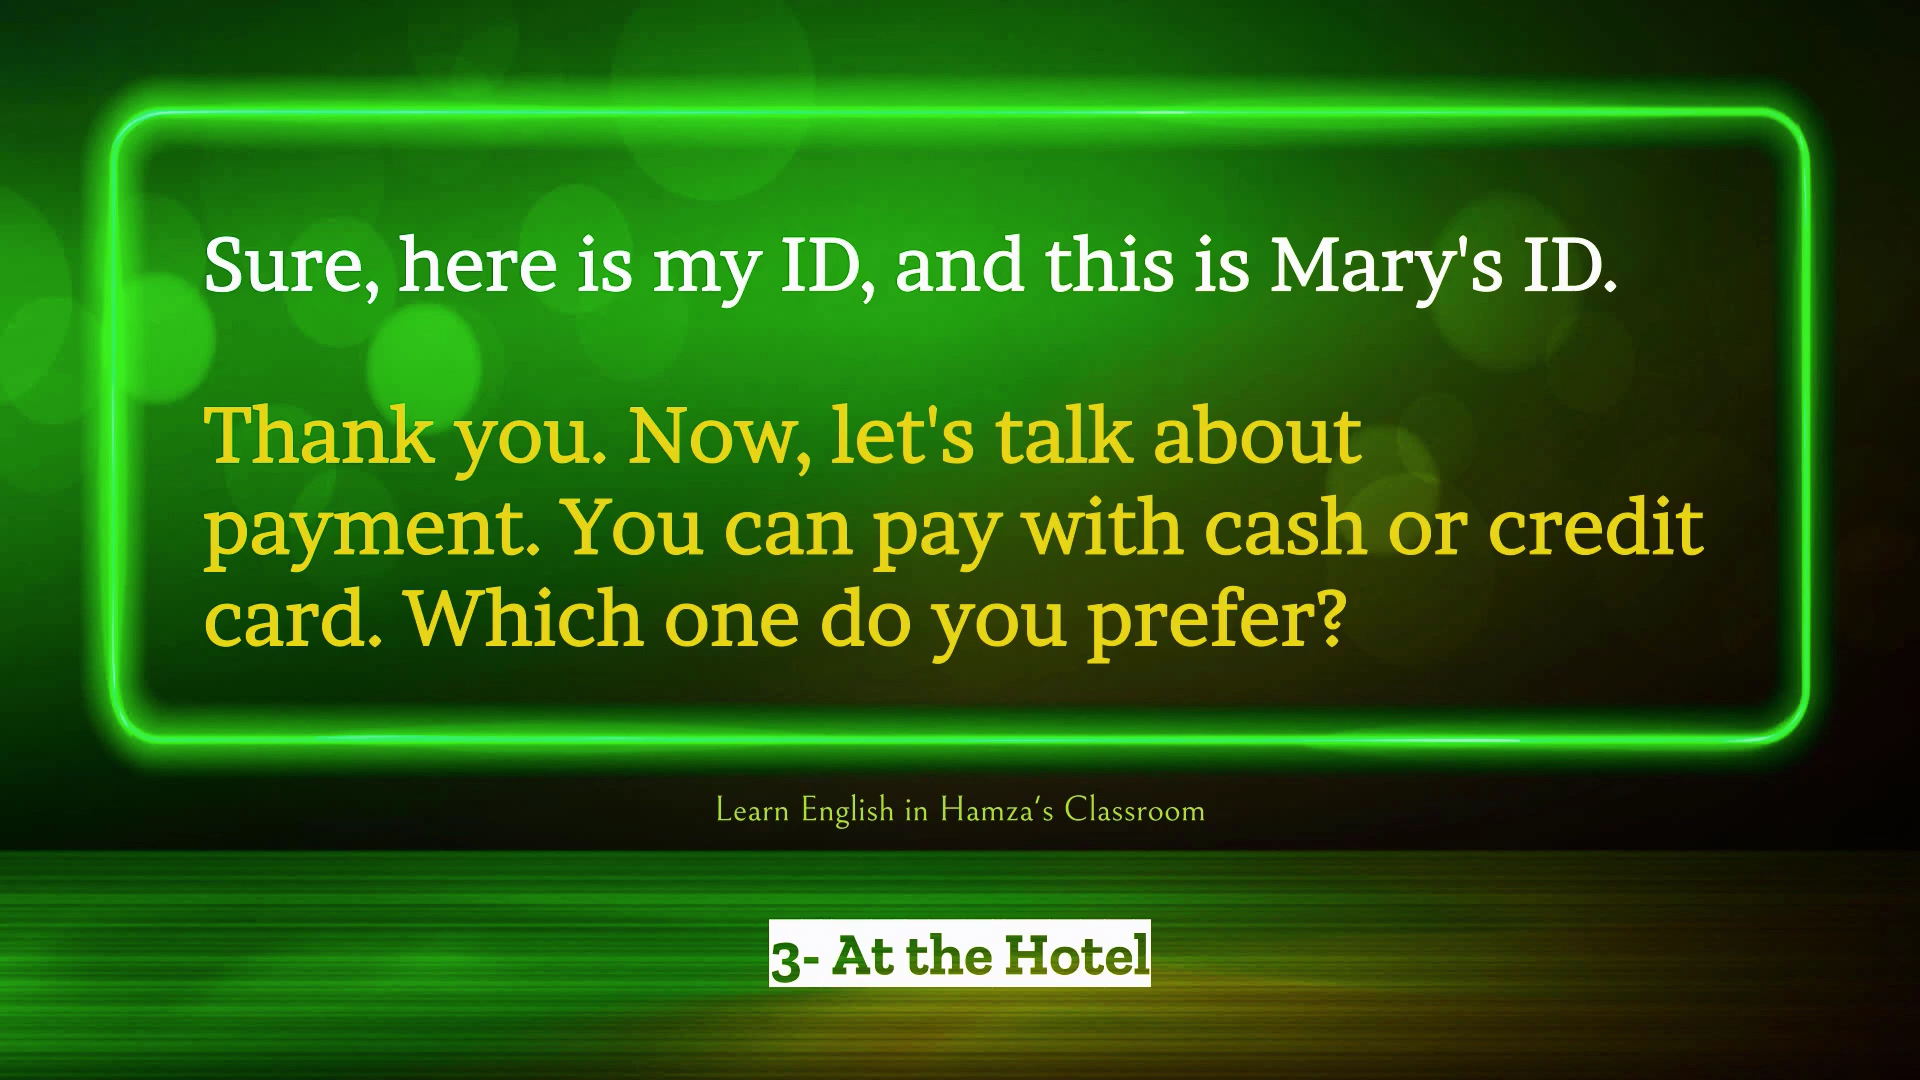 Sure, here is my ID, and this is Mary's ID.
Thank you. Now, let's talk about
payment. You can pay with cash or credit
card. Which one do you prefer?
Learn English in Hamza's Classroom
3- At the Hotel